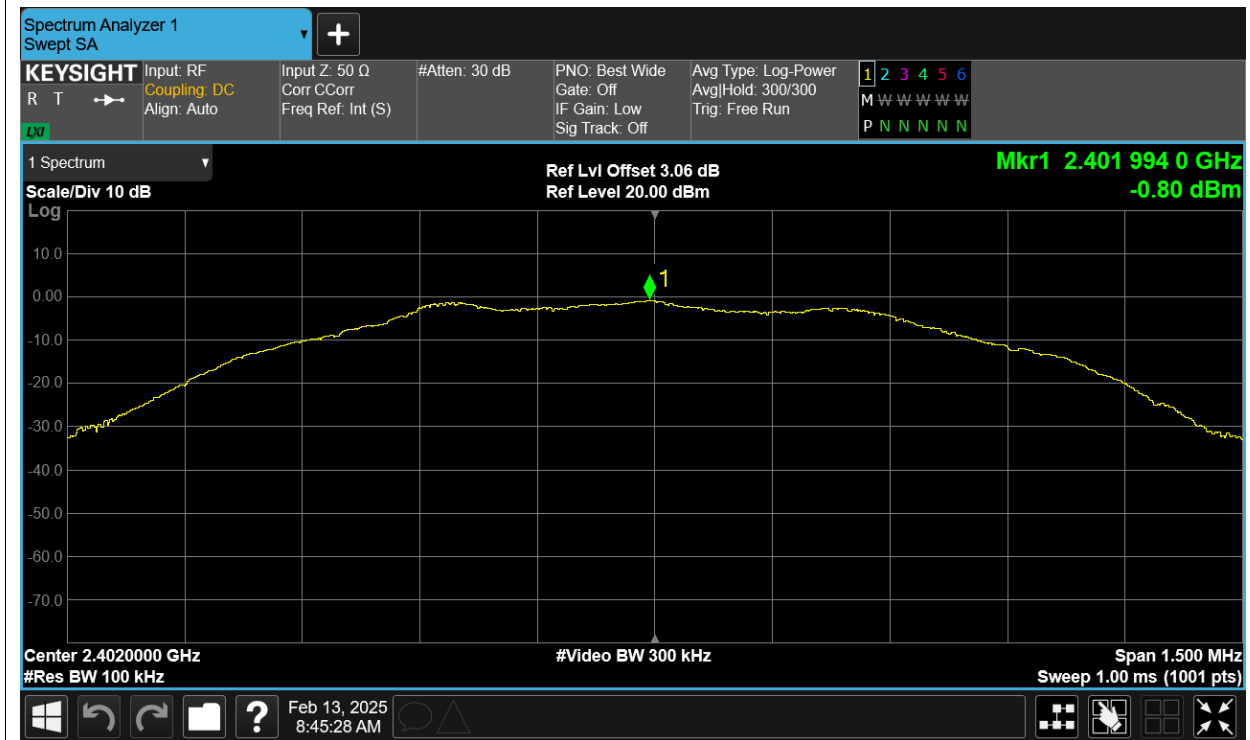 Spectrum Analyzer 1
Swept SA
KEYSIGHT
R T
LXI
Input: RF
Coupling: DC
Align: Auto
Input Z: 50 Ω
Corr CCorr
Freq Ref: Int (S)
#Atten: 30 dB
PNO: Best Wide
Gate: Off
IF Gain: Low
Sig Track: Off
Avg Type: Log-Power
Avg|Hold: 300/300
Trig: Free Run
1 2 3 4 5 6
M W W W W W
P N N N N N
1 Spectrum
Scale/Div 10 dB
Log
Ref Lvl Offset 3.06 dB
Ref Level 20.00 dBm
Mkr1 2.401 994 0 GHz
-0.80 dBm
1
10.0
0.00
-10.0
-20.0
-30.0
-40.0
-50.0
-60.0
-70.0
Center 2.4020000 GHz
#Res BW 100 kHz
#Video BW 300 kHz
Span 1.500 MHz
Sweep 1.00 ms (1001 pts)
?
Feb 13, 2025
8:45:28 AM